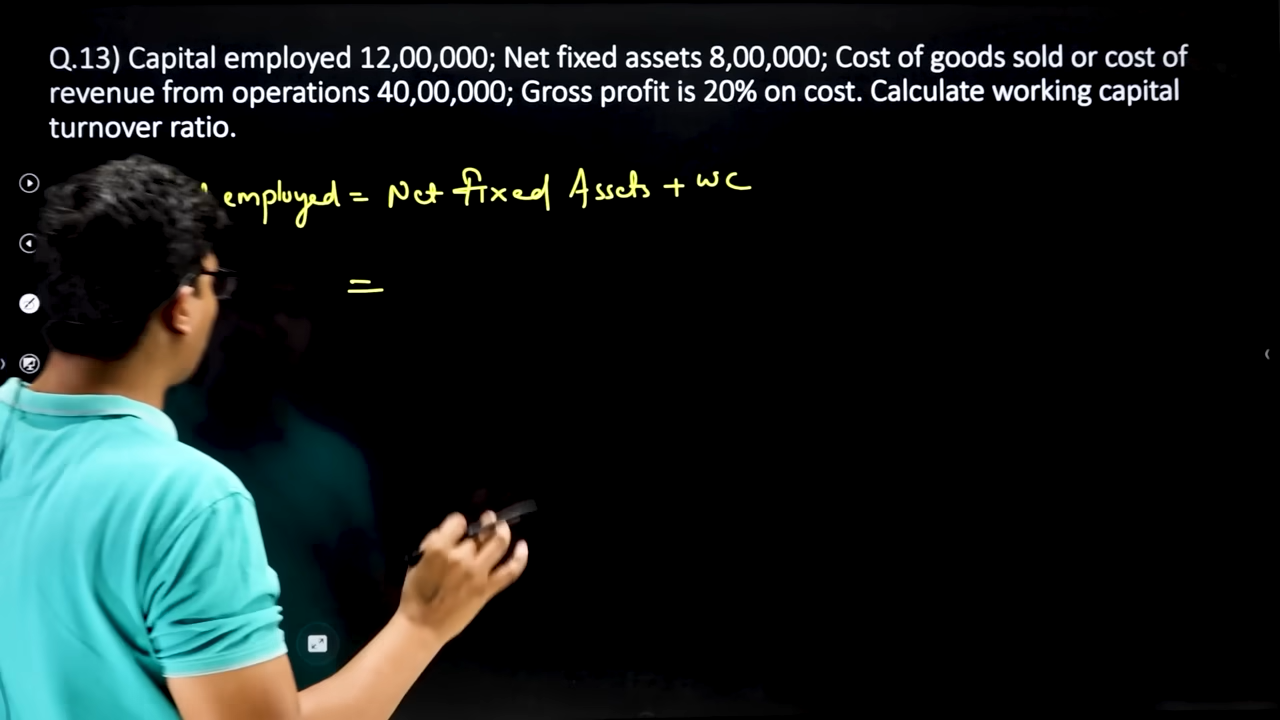 Q.13) Capital employed 12,00,000; Net fixed assets 8,00,000; Cost of goods sold or cost of
revenue from operations 40,00,000; Gross profit is 20% on cost. Calculate working capital
turnover ratio.
employed = Net Fixed Assets + WC
=